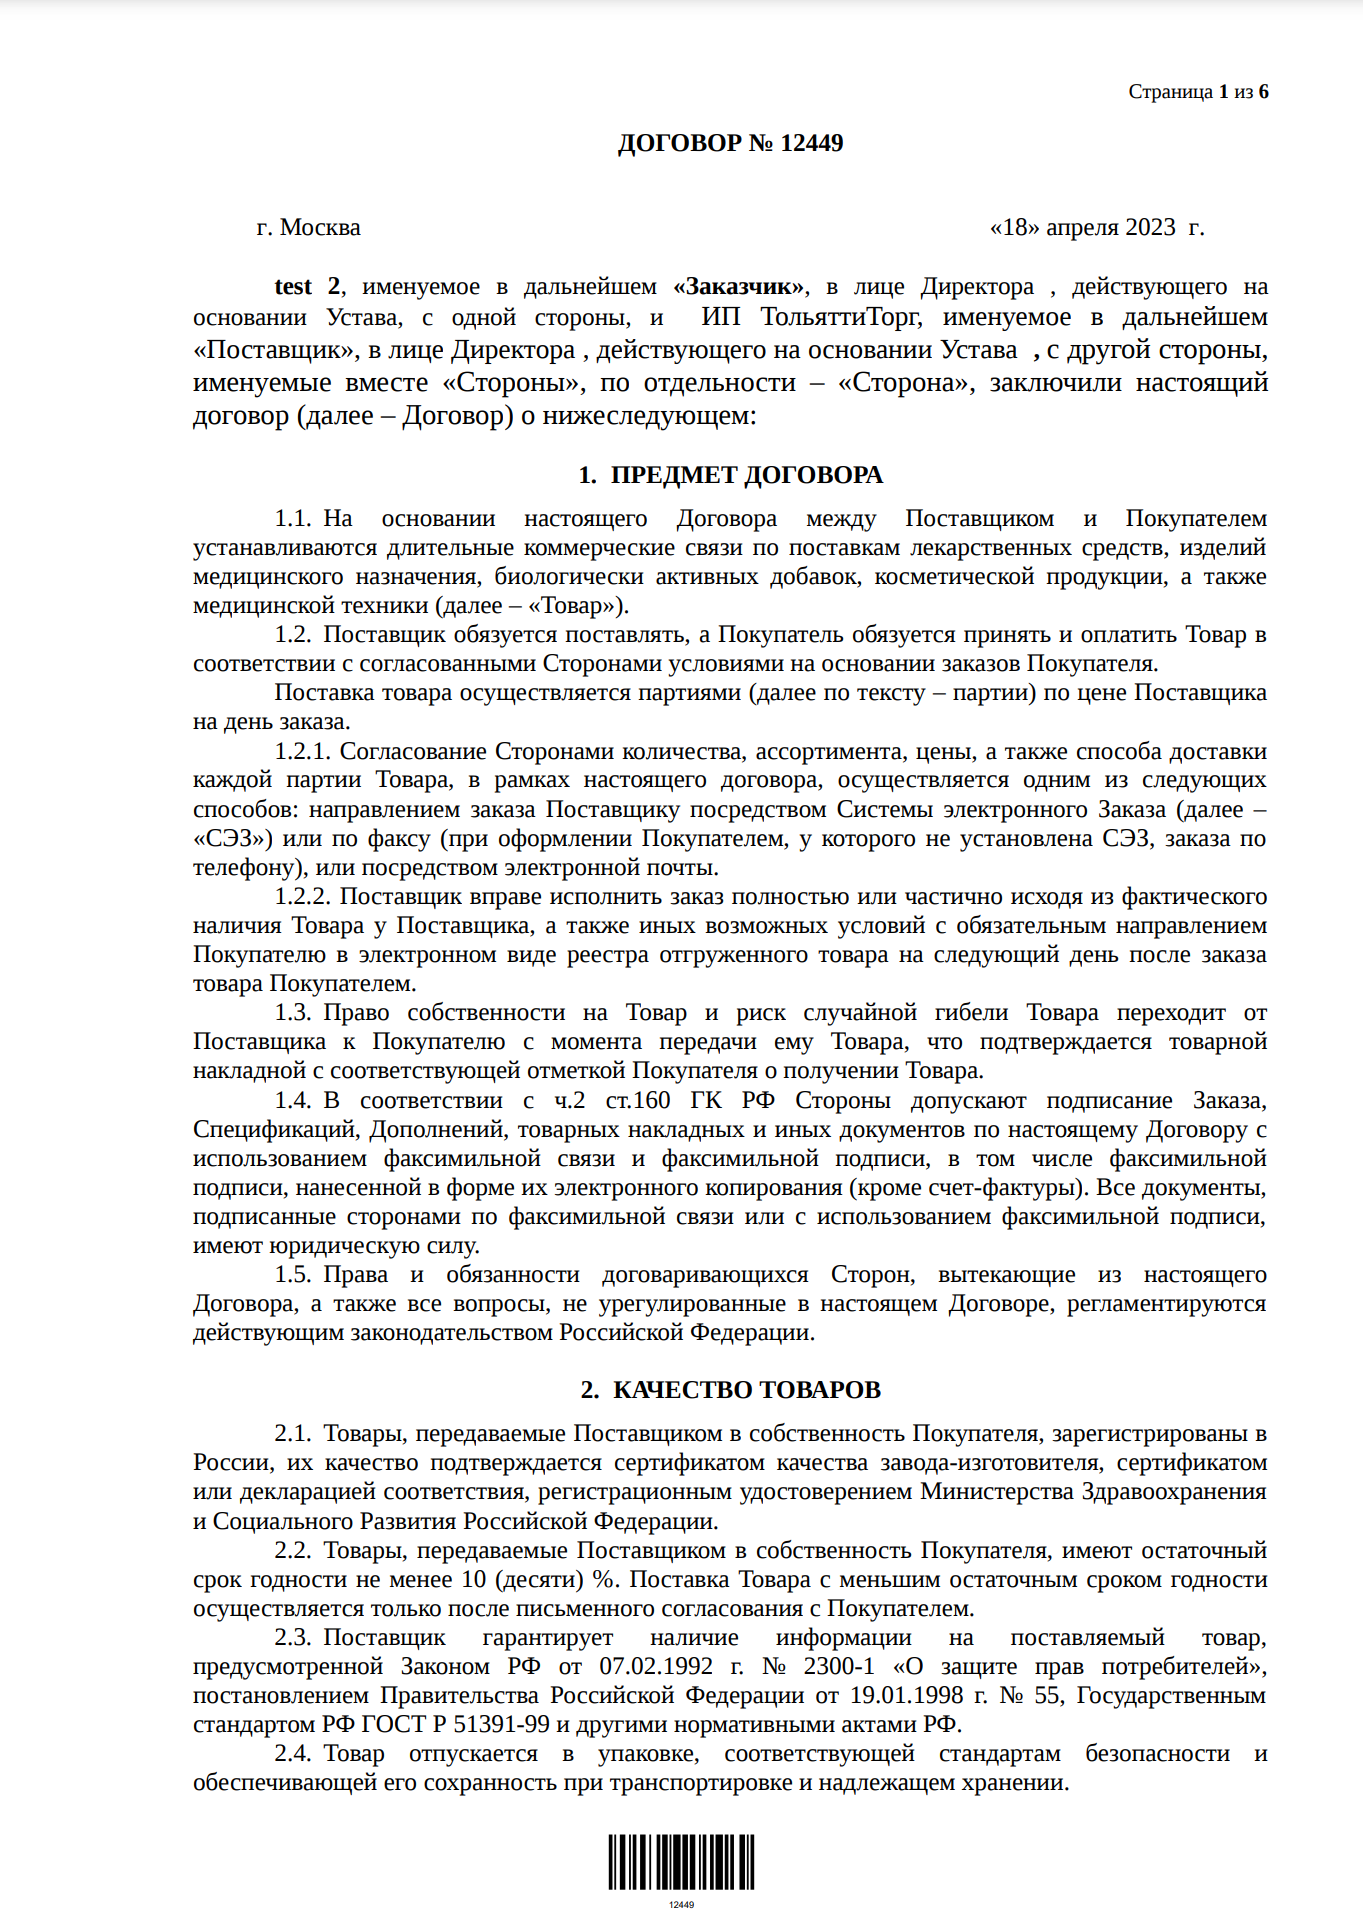 Страница 1 из 6
ДОГОВОР № 12449
г. Москва «18» апреля 2023 г.
test 2, именуемое в дальнейшем «Заказчик», в лице Директора , действующего на
основании Устава, с одной стороны, и ИП ТольяттиТорг, именуемое в дальнейшем
«Поставщик», в лице Директора , действующего на основании Устава , с другой стороны,
именуемые вместе «Стороны», по отдельности – «Сторона», заключили настоящий
договор (далее – Договор) о нижеследующем:
1. ПРЕДМЕТ ДОГОВОРА
1.1. На основании настоящего Договора между Поставщиком и Покупателем
устанавливаются длительные коммерческие связи по поставкам лекарственных средств, изделий
медицинского назначения, биологически активных добавок, косметической продукции, а также
медицинской техники (далее – «Товар»).
1.2. Поставщик обязуется поставлять, а Покупатель обязуется принять и оплатить Товар в
соответствии с согласованными Сторонами условиями на основании заказов Покупателя.
Поставка товара осуществляется партиями (далее по тексту – партии) по цене Поставщика
на день заказа.
1.2.1. Согласование Сторонами количества, ассортимента, цены, а также способа доставки
каждой партии Товара, в рамках настоящего договора, осуществляется одним из следующих
способов: направлением заказа Поставщику посредством Системы электронного Заказа (далее –
«СЭЗ») или по факсу (при оформлении Покупателем, у которого не установлена СЭЗ, заказа по
телефону), или посредством электронной почты.
1.2.2. Поставщик вправе исполнить заказ полностью или частично исходя из фактического
наличия Товара у Поставщика, а также иных возможных условий с обязательным направлением
Покупателю в электронном виде реестра отгруженного товара на следующий день после заказа
товара Покупателем.
1.3. Право собственности на Товар и риск случайной гибели Товара переходит от
Поставщика к Покупателю с момента передачи ему Товара, что подтверждается товарной
накладной с соответствующей отметкой Покупателя о получении Товара.
1.4. В соответствии с ч.2 ст.160 ГК РФ Стороны допускают подписание Заказа,
Спецификаций, Дополнений, товарных накладных и иных документов по настоящему Договору с
использованием факсимильной связи и факсимильной подписи, в том числе факсимильной
подписи, нанесенной в форме их электронного копирования (кроме счет-фактуры). Все документы,
подписанные сторонами по факсимильной связи или с использованием факсимильной подписи,
имеют юридическую силу.
1.5. Права и обязанности договаривающихся Сторон, вытекающие из настоящего
Договора, а также все вопросы, не урегулированные в настоящем Договоре, регламентируются
действующим законодательством Российской Федерации.
2. КАЧЕСТВО ТОВАРОВ
2.1. Товары, передаваемые Поставщиком в собственность Покупателя, зарегистрированы в
России, их качество подтверждается сертификатом качества завода-изготовителя, сертификатом
или декларацией соответствия, регистрационным удостоверением Министерства Здравоохранения
и Социального Развития Российской Федерации.
2.2. Товары, передаваемые Поставщиком в собственность Покупателя, имеют остаточный
срок годности не менее 10 (десяти) %. Поставка Товара с меньшим остаточным сроком годности
осуществляется только после письменного согласования с Покупателем.
2.3. Поставщик гарантирует наличие информации на поставляемый товар,
предусмотренной Законом РФ от 07.02.1992 г. № 2300-1 «О защите прав потребителей»,
постановлением Правительства Российской Федерации от 19.01.1998 г. № 55, Государственным
стандартом РФ ГОСТ Р 51391-99 и другими нормативными актами РФ.
2.4. Товар отпускается в упаковке, соответствующей стандартам безопасности и
обеспечивающей его сохранность при транспортировке и надлежащем хранении.
12449